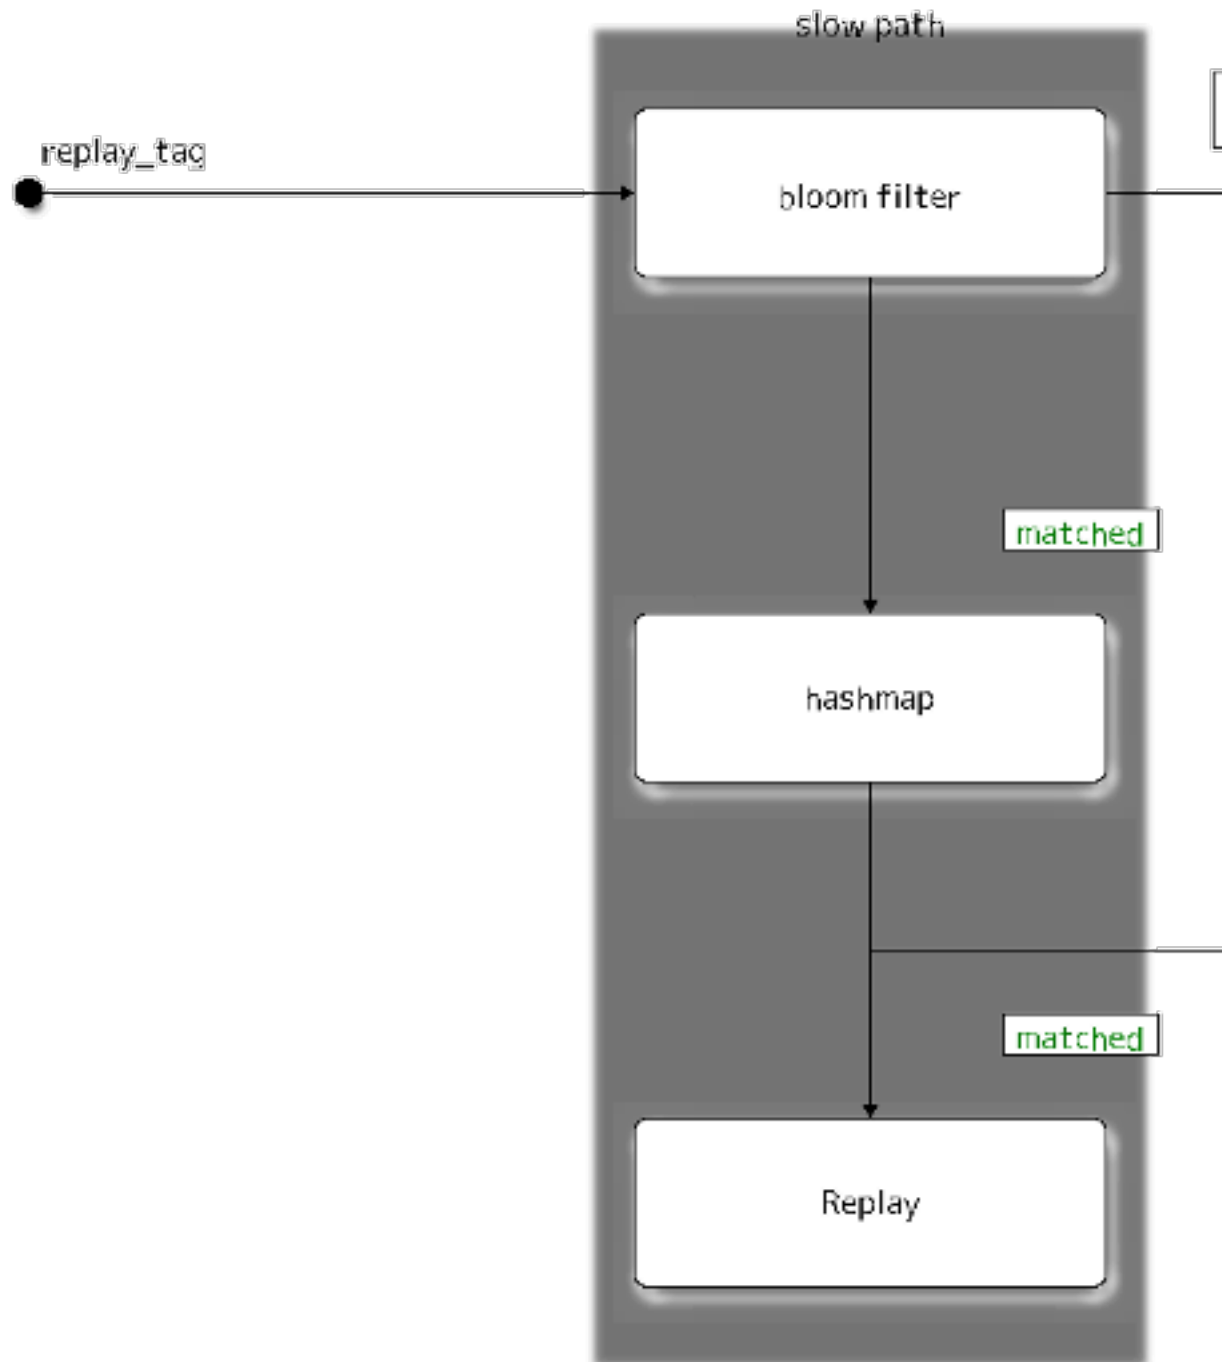 slow path
replay_tag
bloom filter
matched
hashmap
matched
Replay